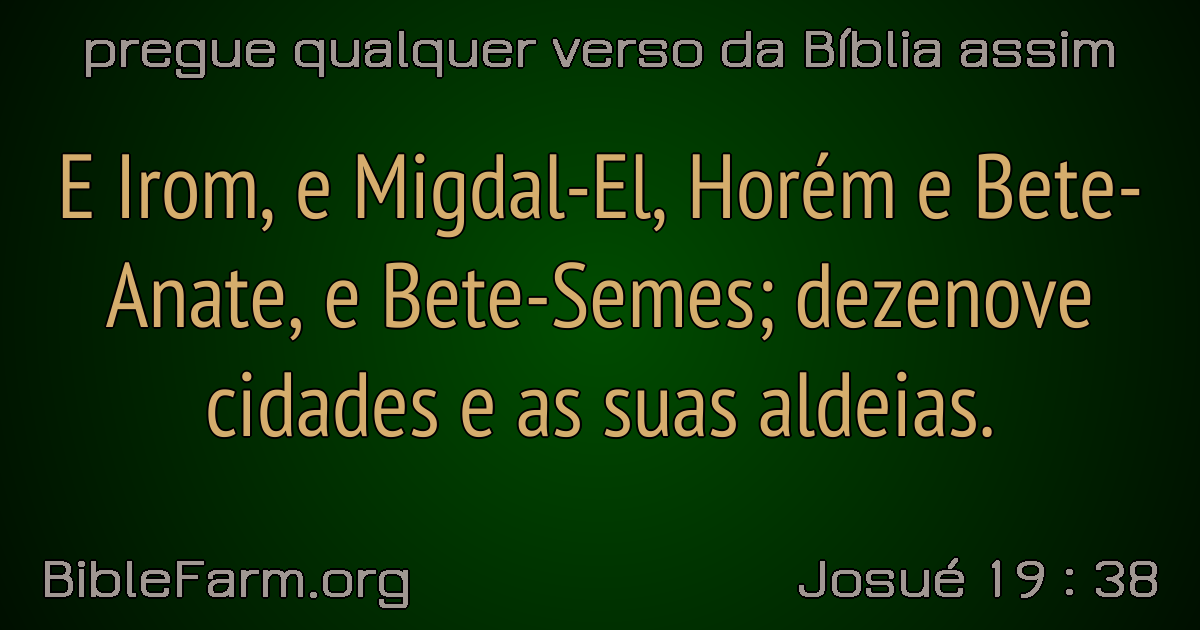 pregue qualquer verso da Bíblia assim
E Irom, e Migdal-El, Horém e Bete-
Anate, e Bete-Semes; dezenove
cidades e as suas aldeias.
BibleFarm.org
Josué 19 : 38